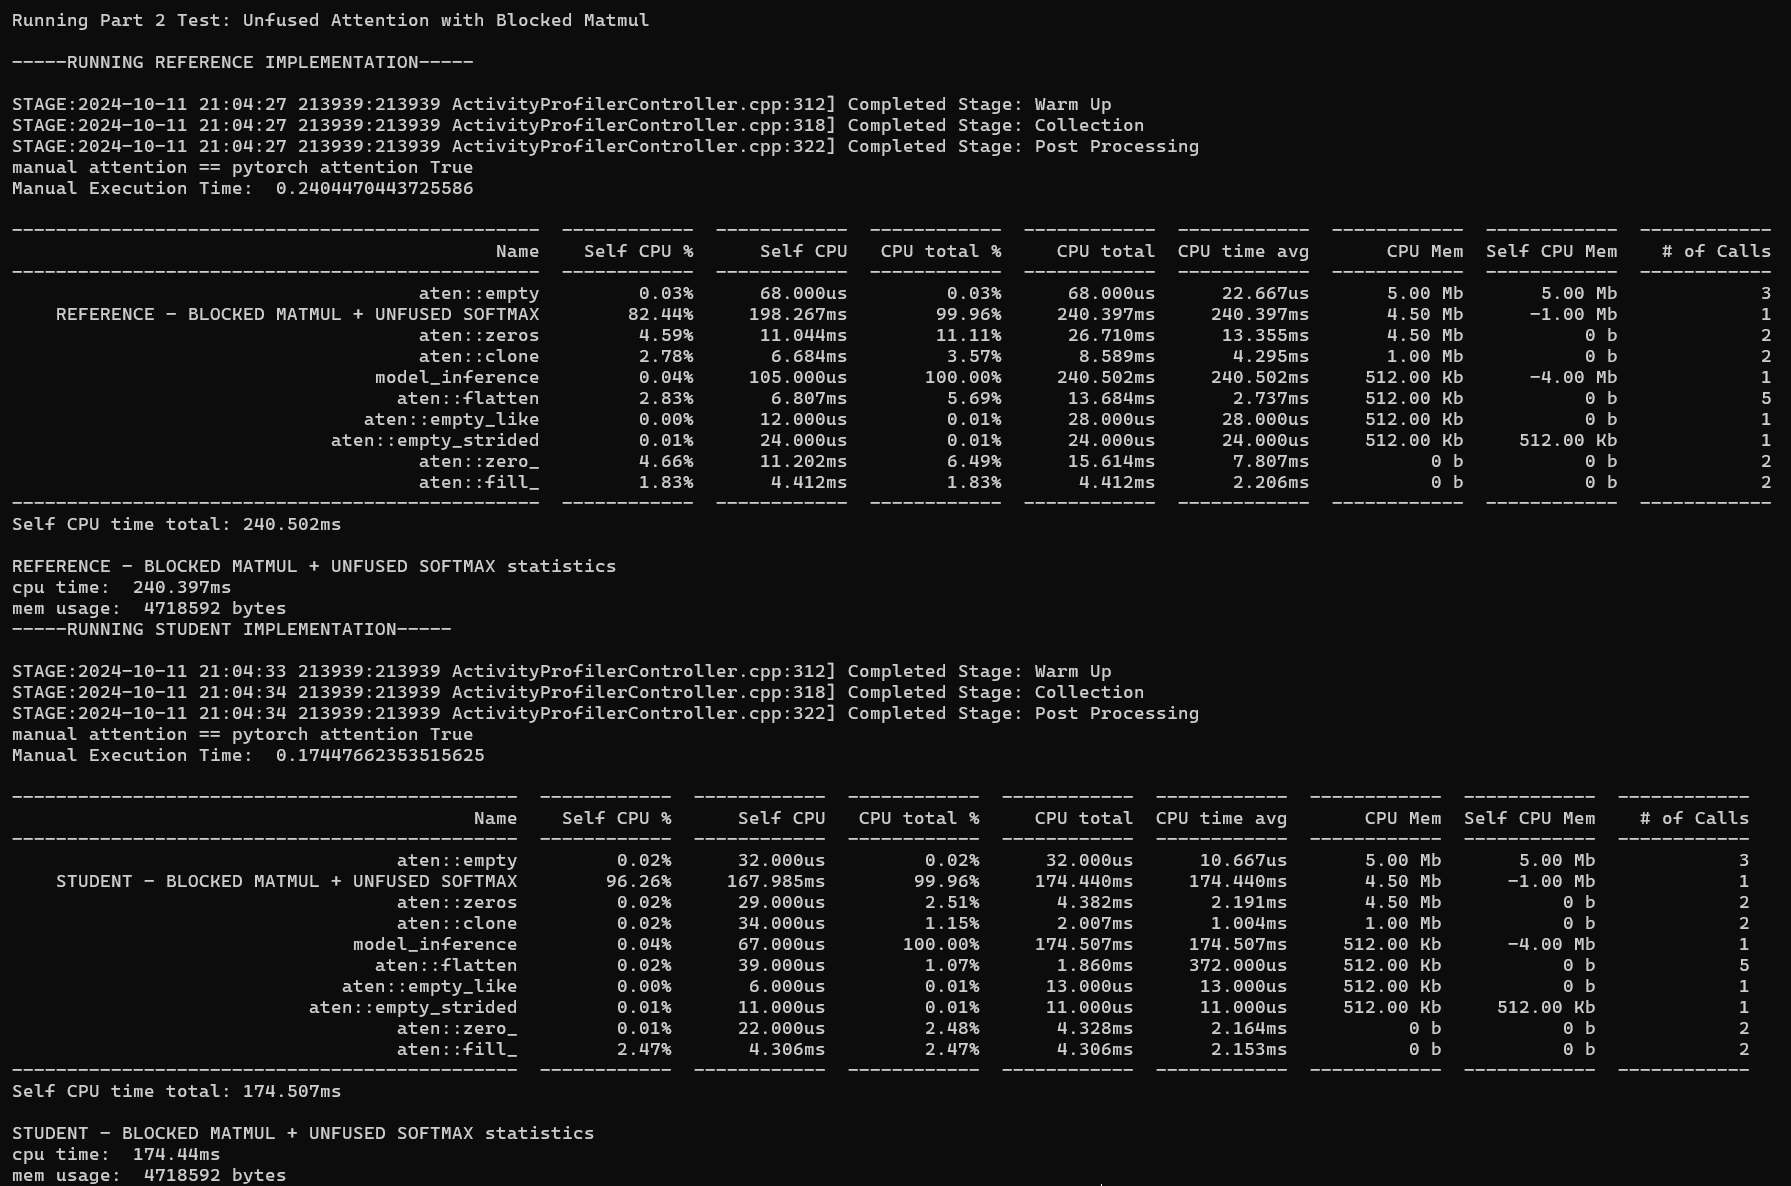 Running Part 2 Test: Unfused Attention with Blocked Matmul
-----RUNNING REFERENCE IMPLEMENTATION-----
STAGE:2024-10-11 21:04:27 213939:213939 ActivityProfilerController.cpp:312] Completed Stage: Warm Up
STAGE:2024-10-11 21:04:27 213939:213939 ActivityProfilerController.cpp:318] Completed Stage: Collection
STAGE:2024-10-11 21:04:27 213939:213939 ActivityProfilerController.cpp:322] Completed Stage: Post Processing
manual attention == pytorch attention True
Manual Execution Time:  0.2404470443725586
------------------------------------------------  ------------  ------------  ------------  ------------  ------------  ------------  ------------  ------------
Name    Self CPU %      Self CPU   CPU total %     CPU total  CPU time avg       CPU Mem  Self CPU Mem    # of Calls
------------------------------------------------  ------------  ------------  ------------  ------------  ------------  ------------  ------------  ------------
aten::empty         0.03%      68.000us         0.03%      68.000us      22.667us       5.00 Mb       5.00 Mb             3
REFERENCE - BLOCKED MATMUL + UNFUSED SOFTMAX        82.44%     198.267ms        99.96%     240.397ms     240.397ms       4.50 Mb      -1.00 Mb             1
aten::zeros         4.59%      11.044ms        11.11%      26.710ms      13.355ms       4.50 Mb           0 b             2
aten::clone         2.78%       6.684ms         3.57%       8.589ms       4.295ms       1.00 Mb           0 b             2
model_inference         0.04%     105.000us       100.00%     240.502ms     240.502ms     512.00 Kb      -4.00 Mb             1
aten::flatten         2.83%       6.807ms         5.69%      13.684ms       2.737ms     512.00 Kb           0 b             5
aten::empty_like         0.00%      12.000us         0.01%      28.000us      28.000us     512.00 Kb           0 b             1
aten::empty_strided         0.01%      24.000us         0.01%      24.000us      24.000us     512.00 Kb     512.00 Kb             1
aten::zero_         4.66%      11.202ms         6.49%      15.614ms       7.807ms           0 b           0 b             2
aten::fill_         1.83%       4.412ms         1.83%       4.412ms       2.206ms           0 b           0 b             2
------------------------------------------------  ------------  ------------  ------------  ------------  ------------  ------------  ------------  ------------
Self CPU time total: 240.502ms
REFERENCE - BLOCKED MATMUL + UNFUSED SOFTMAX statistics
cpu time:  240.397ms
mem usage:  4718592 bytes
-----RUNNING STUDENT IMPLEMENTATION-----
STAGE:2024-10-11 21:04:33 213939:213939 ActivityProfilerController.cpp:312] Completed Stage: Warm Up
STAGE:2024-10-11 21:04:34 213939:213939 ActivityProfilerController.cpp:318] Completed Stage: Collection
STAGE:2024-10-11 21:04:34 213939:213939 ActivityProfilerController.cpp:322] Completed Stage: Post Processing
manual attention == pytorch attention True
Manual Execution Time:  0.17447662353515625
----------------------------------------------  ------------  ------------  ------------  ------------  ------------  ------------  ------------  ------------
Name    Self CPU %      Self CPU   CPU total %     CPU total  CPU time avg       CPU Mem  Self CPU Mem    # of Calls
----------------------------------------------  ------------  ------------  ------------  ------------  ------------  ------------  ------------  ------------
aten::empty         0.02%      32.000us         0.02%      32.000us      10.667us       5.00 Mb       5.00 Mb             3
STUDENT - BLOCKED MATMUL + UNFUSED SOFTMAX        96.26%     167.985ms        99.96%     174.440ms     174.440ms       4.50 Mb      -1.00 Mb             1
aten::zeros         0.02%      29.000us         2.51%       4.382ms       2.191ms       4.50 Mb           0 b             2
aten::clone         0.02%      34.000us         1.15%       2.007ms       1.004ms       1.00 Mb           0 b             2
model_inference         0.04%      67.000us       100.00%     174.507ms     174.507ms     512.00 Kb      -4.00 Mb             1
aten::flatten         0.02%      39.000us         1.07%       1.860ms     372.000us     512.00 Kb           0 b             5
aten::empty_like         0.00%       6.000us         0.01%      13.000us      13.000us     512.00 Kb           0 b             1
aten::empty_strided         0.01%      11.000us         0.01%      11.000us      11.000us     512.00 Kb     512.00 Kb             1
aten::zero_         0.01%      22.000us         2.48%       4.328ms       2.164ms           0 b           0 b             2
aten::fill_         2.47%       4.306ms         2.47%       4.306ms       2.153ms           0 b           0 b             2
----------------------------------------------  ------------  ------------  ------------  ------------  ------------  ------------  ------------  ------------
Self CPU time total: 174.507ms
STUDENT - BLOCKED MATMUL + UNFUSED SOFTMAX statistics
cpu time:  174.44ms
mem usage:  4718592 bytes